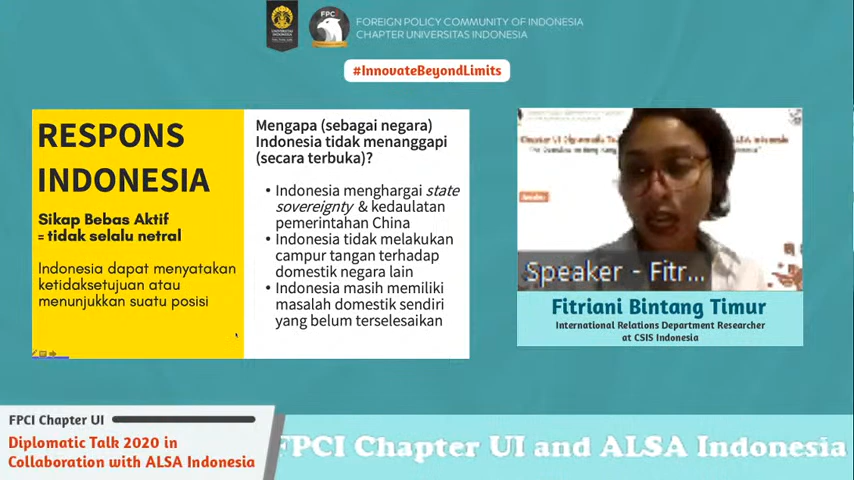 FPC
FOREIGN POLICY COMMUNITY OF INDONESIA
CHAPTER UNIVERSITAS INDONESIA
#InnovateBeyondLimits
RESPONS
INDONESIA
Sikap Bebas Aktif
= tidak selalu netral
Indonesia dapat menyatakan
ketidaksetujuan atau
menunjukkan suatu posisi
Mengapa (sebagai negara)
Indonesia tidak menanggapi
(secara terbuka)?
• Indonesia menghargai state
sovereignty & kedaulatan
pemerintahan China
• Indonesia tidak melakukan
campur tangan terhadap
domestik negara lain
• Indonesia masih memiliki
masalah domestik sendiri
yang belum terselesaikan
Speaker - Fitr...
Fitriani Bintang Timur
International Relations Department Researcher
at CSIS Indonesia
FPCI Chapter UI
Diplomatic Talk 2020 in
Collaboration with ALSA Indonesia
FPCI Chapter UI and ALSA Indonesia